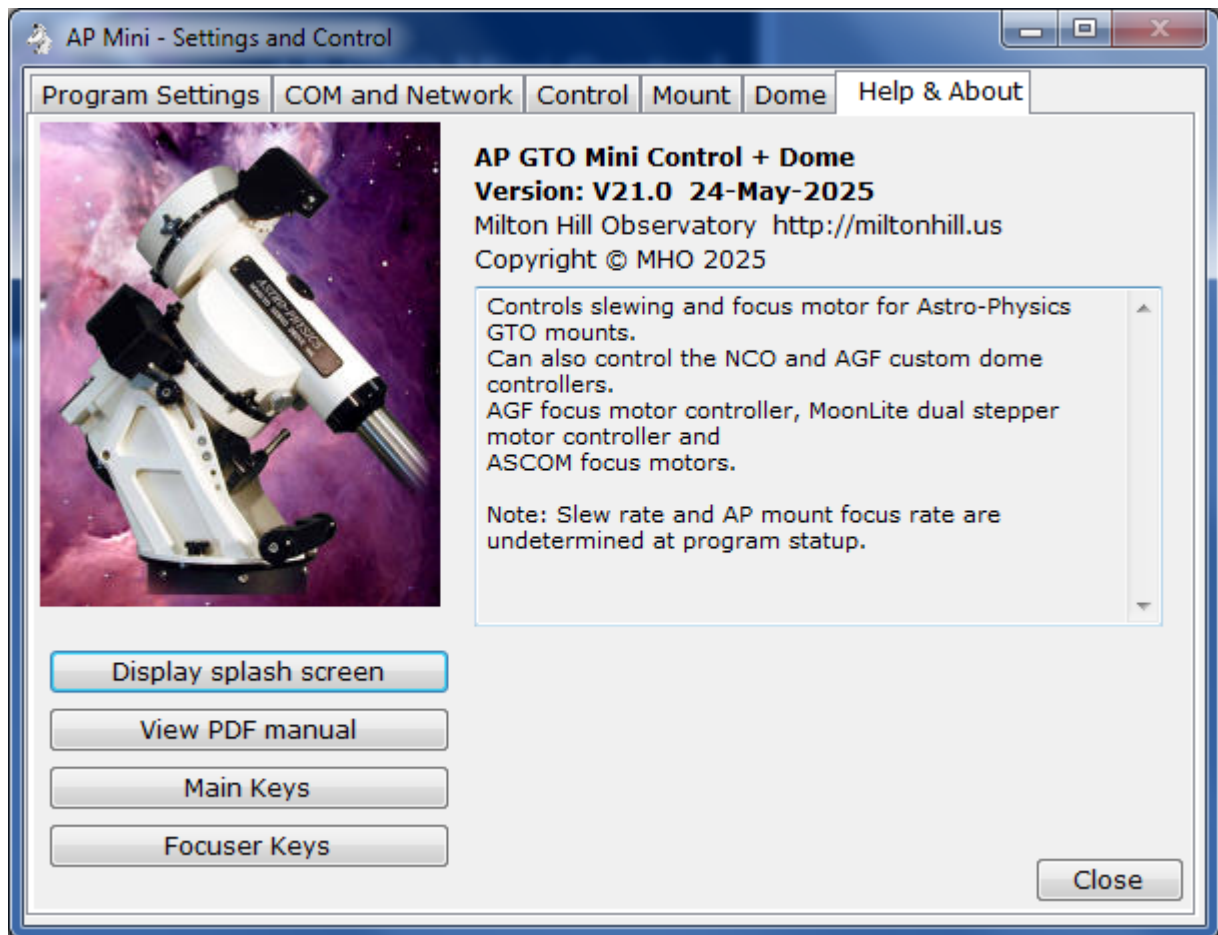 AP Mini - Settings and Control
Program Settings COM and Network Control Mount Dome Help & About
AP GTO Mini Control + Dome
Version: V21.0 24-May-2025
Milton Hill Observatory http://miltonhill.us
Copyright © MHO 2025
Controls slewing and focus motor for Astro-Physics
GTO mounts.
Can also control the NCO and AGF custom dome
controllers.
AGF focus motor controller, MoonLite dual stepper
motor controller and
ASCOM focus motors.
Note: Slew rate and AP mount focus rate are
undetermined at program statup.
ASTRO-PHYSICS
Display splash screen
View PDF manual
Main Keys
Focuser Keys
Close